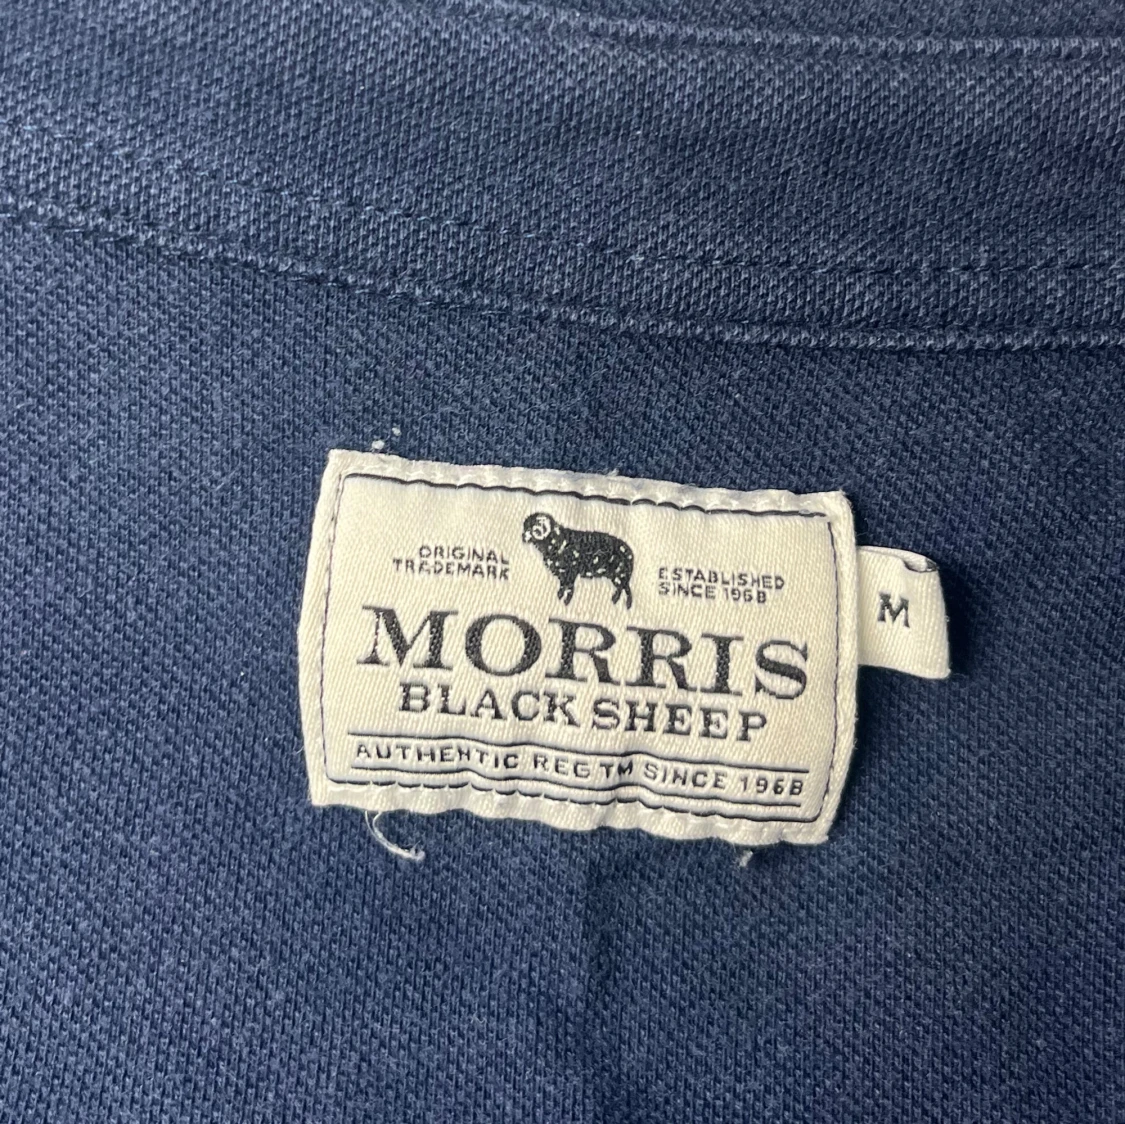 ORIGINAL
TRADEMARK
ESTABLISHED
SINCE 1968
MORRIS
BLACK SHEEP
AUTHENTIC REG TM SINCE 1968
M